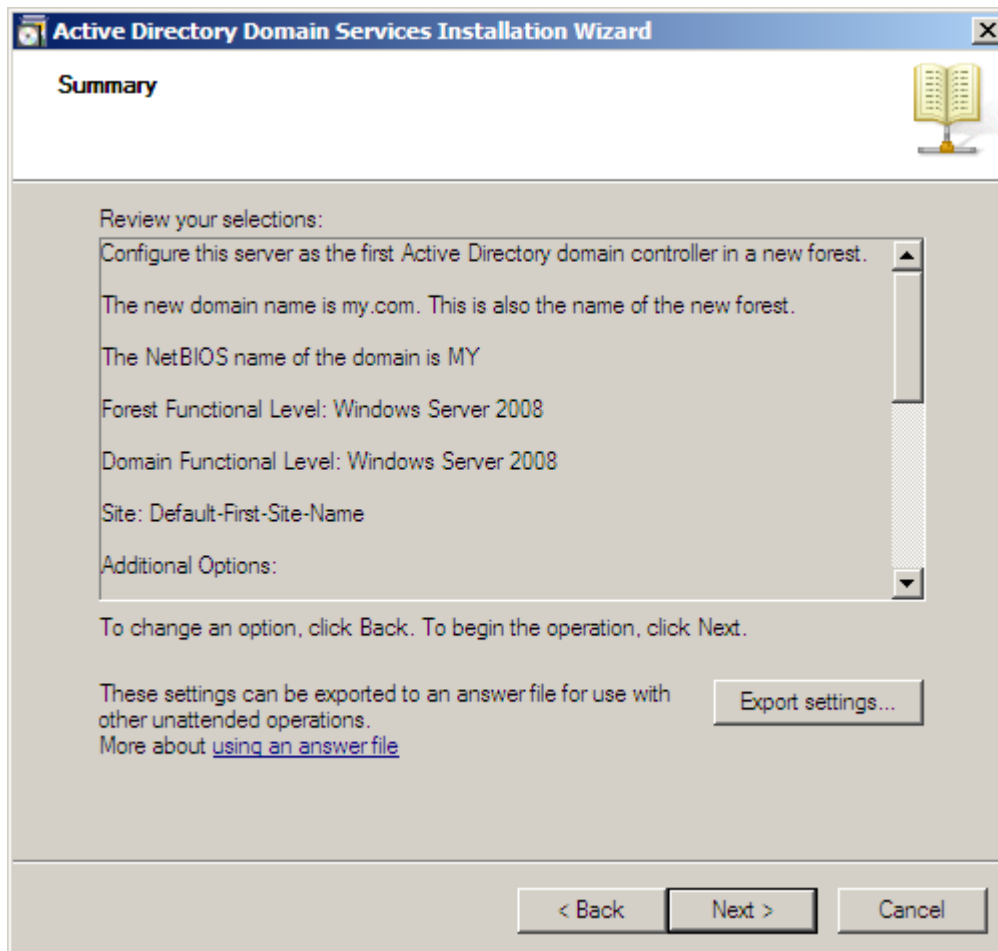 Active Directory Domain Services Installation Wizard
Summary
Review your selections:
Configure this server as the first Active Directory domain controller in a new forest.
The new domain name is my.com. This is also the name of the new forest.
The NetBIOS name of the domain is MY
Forest Functional Level: Windows Server 2008
Domain Functional Level: Windows Server 2008
Site: Default-First-Site-Name
Additional Options:
To change an option, click Back. To begin the operation, click Next.
These settings can be exported to an answer file for use with
other unattended operations.
More about using an answer file
Export settings...
< Back
Next >
Cancel